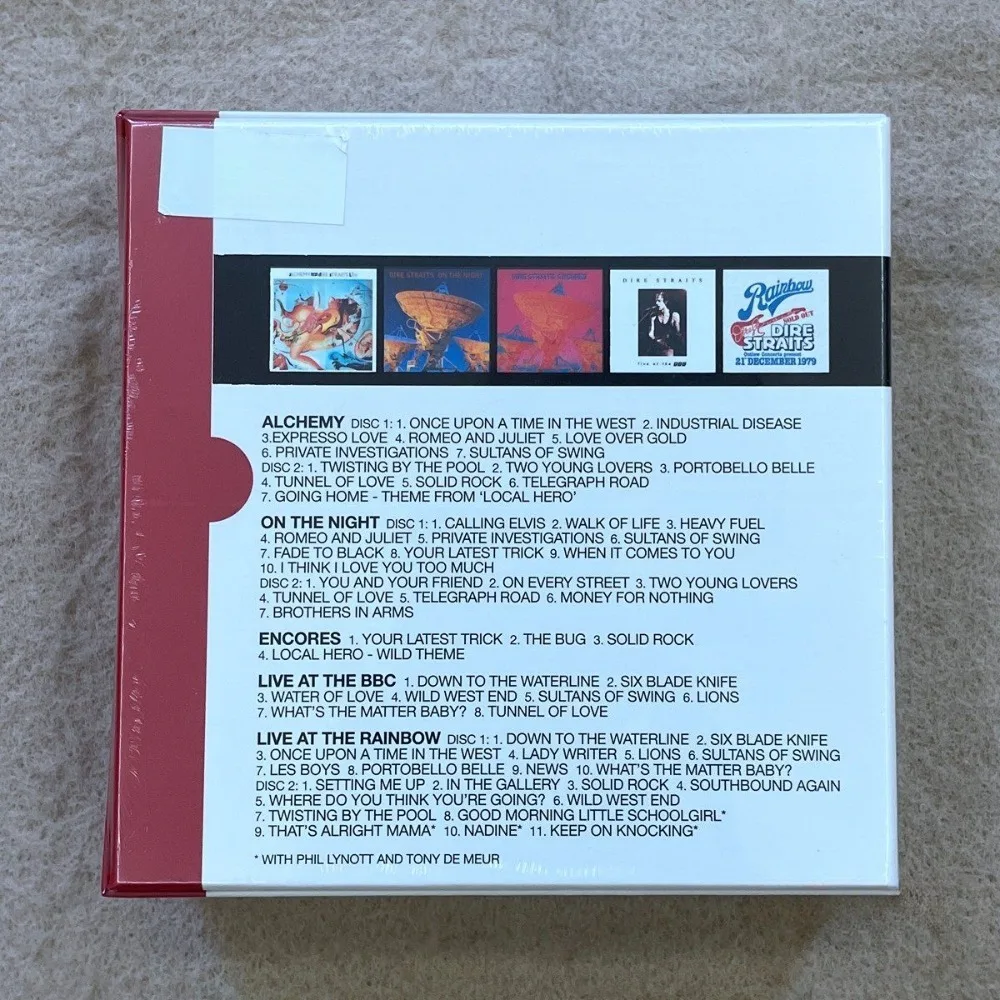 ALCHEMY
DIRE STRAITS LIVE
DIRE STRAITS ON THE NIGHT
DIRE STRAITS ENCORES
DIRE STRAITS
live at the BBC
Rainbow
SOLD OUT
DIRE
STRAITS
Outlaw Concerts present
21 DECEMBER 1979
ALCHEMY DISC 1: 1. ONCE UPON A TIME IN THE WEST 2. INDUSTRIAL DISEASE
3.EXPRESSO LOVE 4. ROMEO AND JULIET 5. LOVE OVER GOLD
6. PRIVATE INVESTIGATIONS 7. SULTANS OF SWING
DISC 2: 1. TWISTING BY THE POOL 2. TWO YOUNG LOVERS 3. PORTOBELLO BELLE
4. TUNNEL OF LOVE 5. SOLID ROCK 6. TELEGRAPH ROAD
7. GOING HOME - THEME FROM ‘LOCAL HERO’
ON THE NIGHT DISC 1: 1. CALLING ELVIS 2. WALK OF LIFE 3. HEAVY FUEL
4. ROMEO AND JULIET 5. PRIVATE INVESTIGATIONS 6. SULTANS OF SWING
7. FADE TO BLACK 8. YOUR LATEST TRICK 9. WHEN IT COMES TO YOU
10. I THINK I LOVE YOU TOO MUCH
DISC 2: 1. YOU AND YOUR FRIEND 2. ON EVERY STREET 3. TWO YOUNG LOVERS
4. TUNNEL OF LOVE 5. TELEGRAPH ROAD 6. MONEY FOR NOTHING
7. BROTHERS IN ARMS
ENCORES 1. YOUR LATEST TRICK 2. THE BUG 3. SOLID ROCK
4. LOCAL HERO - WILD THEME
LIVE AT THE BBC 1. DOWN TO THE WATERLINE 2. SIX BLADE KNIFE
3. WATER OF LOVE 4. WILD WEST END 5. SULTANS OF SWING 6. LIONS
7. WHAT’S THE MATTER BABY? 8. TUNNEL OF LOVE
LIVE AT THE RAINBOW DISC 1: 1. DOWN TO THE WATERLINE 2. SIX BLADE KNIFE
3. ONCE UPON A TIME IN THE WEST 4. LADY WRITER 5. LIONS 6. SULTANS OF SWING
7. LES BOYS 8. PORTOBELLO BELLE 9. NEWS 10. WHAT’S THE MATTER BABY?
DISC 2: 1. SETTING ME UP 2. IN THE GALLERY 3. SOLID ROCK 4. SOUTHBOUND AGAIN
5. WHERE DO YOU THINK YOU’RE GOING? 6. WILD WEST END
7. TWISTING BY THE POOL 8. GOOD MORNING LITTLE SCHOOLGIRL*
9. THAT’S ALRIGHT MAMA* 10. NADINE* 11. KEEP ON KNOCKING*
* WITH PHIL LYNOTT AND TONY DE MEUR